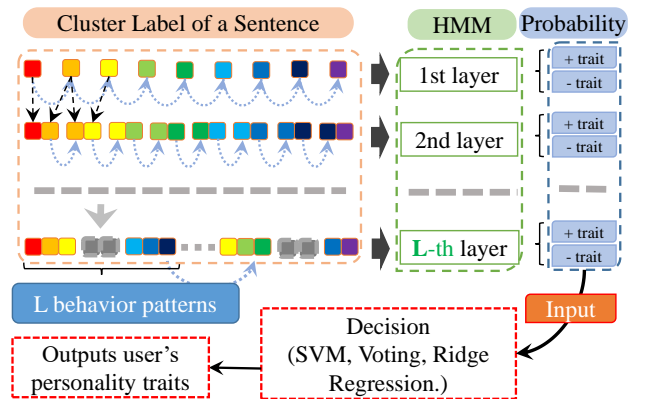 Cluster Label of a Sentence
HMM
Probability
1st layer
+ trait
- trait
2nd layer
+ trait
- trait
L-th layer
+ trait
- trait
L behavior patterns
Input
Decision
(SVM, Voting, Ridge
Regression.)
Outputs user's
personality traits